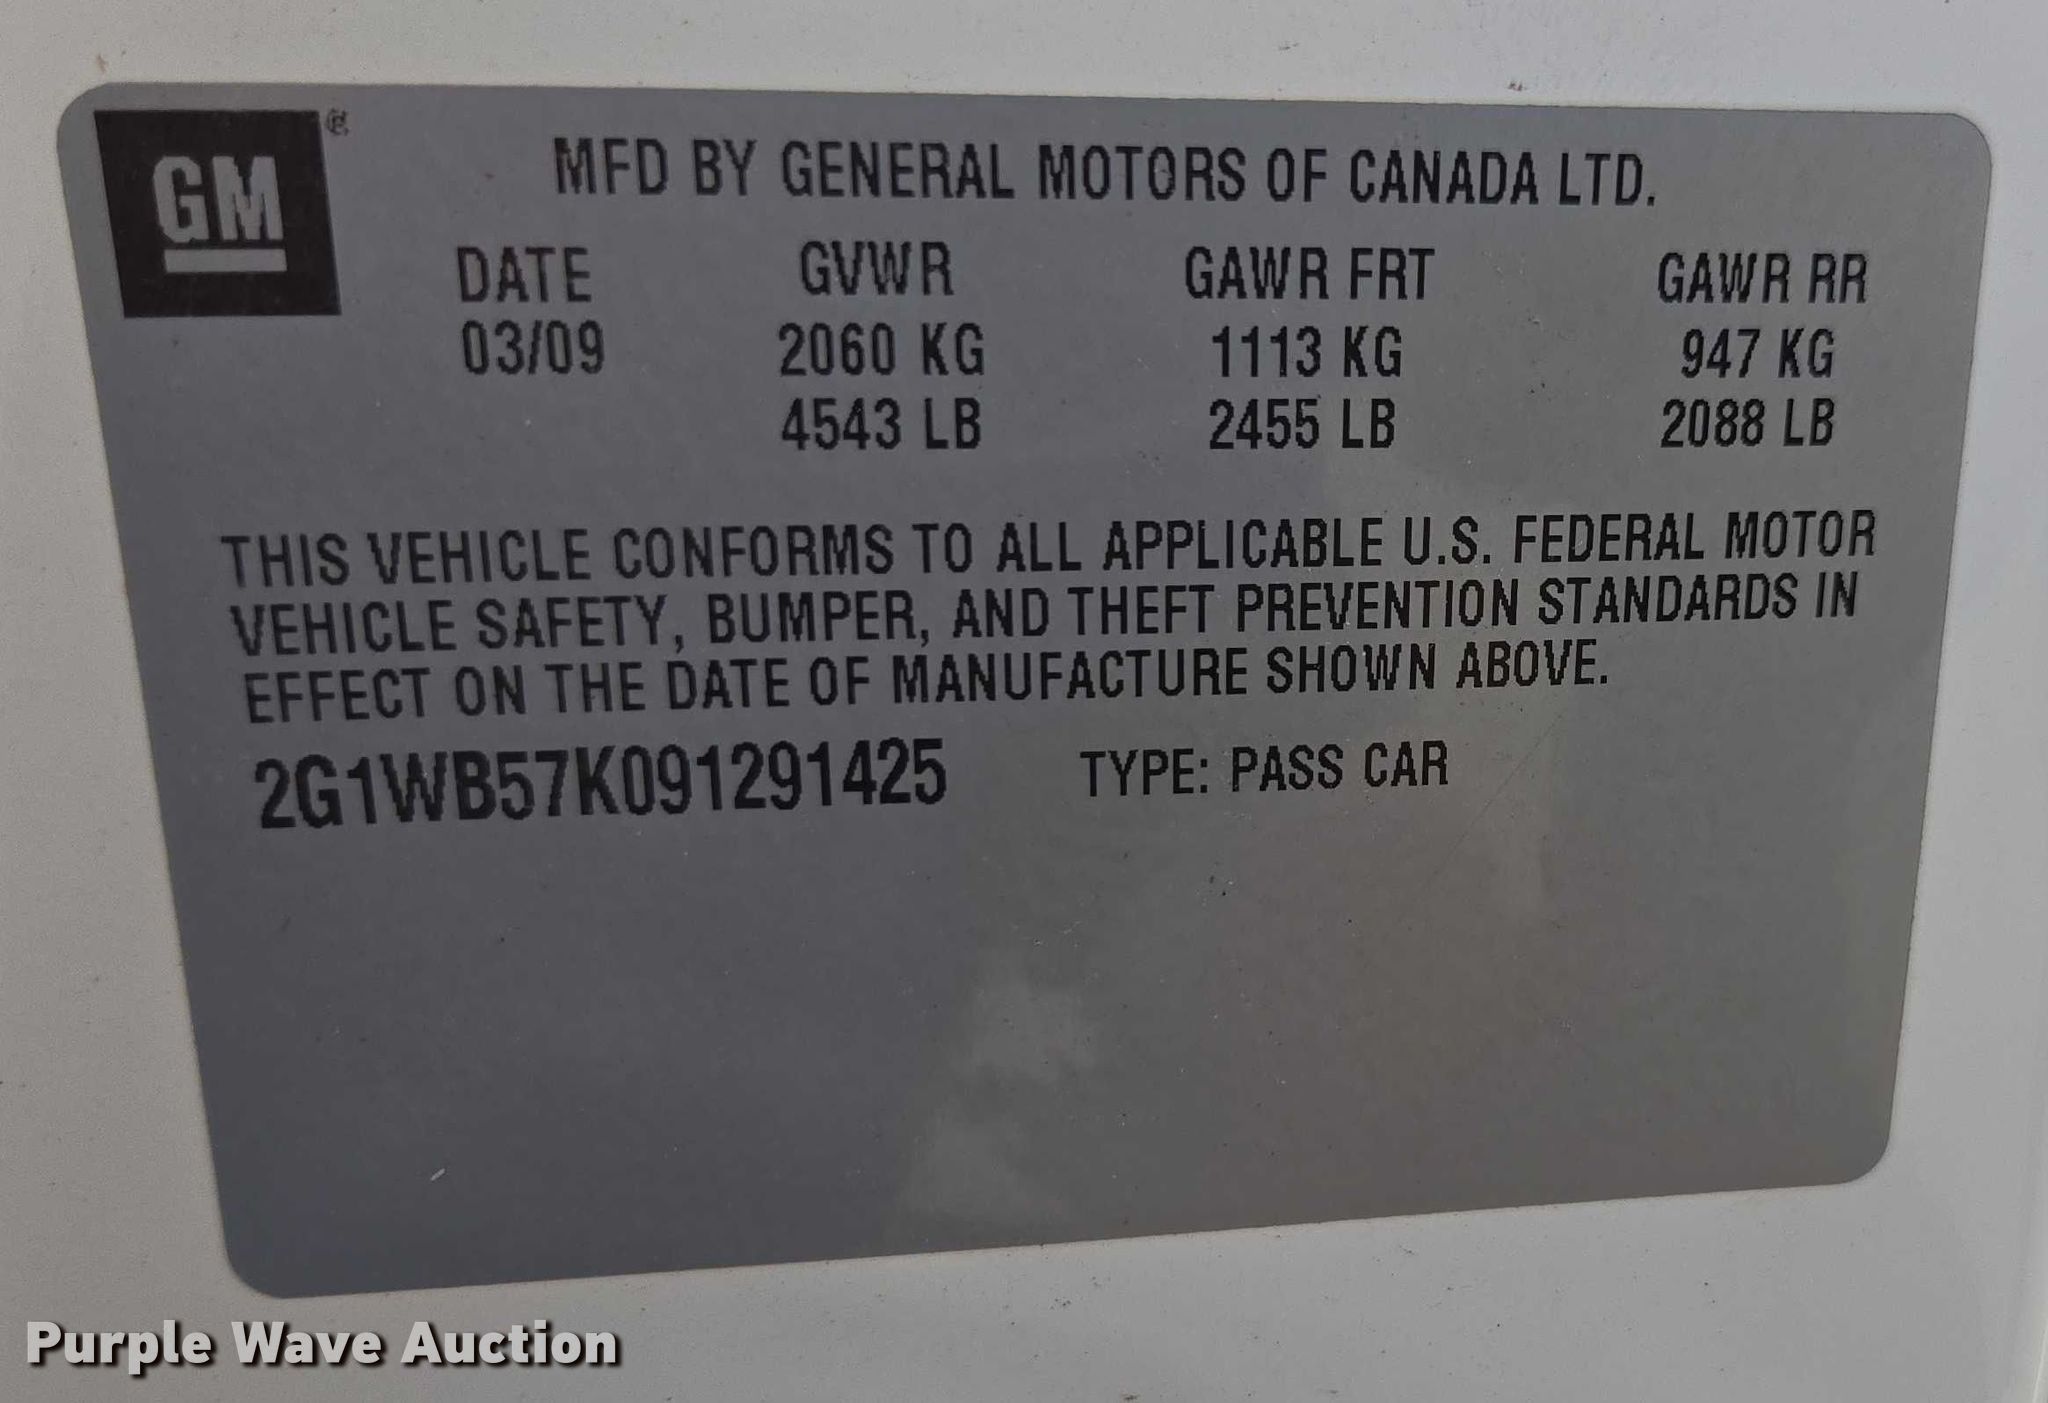 GM ®
MFD BY GENERAL MOTORS OF CANADA LTD.
DATE GVWR GAWR FRT GAWR RR
03/09 2060 KG 1113 KG 947 KG
4543 LB 2455 LB 2088 LB
THIS VEHICLE CONFORMS TO ALL APPLICABLE U.S. FEDERAL MOTOR
VEHICLE SAFETY, BUMPER, AND THEFT PREVENTION STANDARDS IN
EFFECT ON THE DATE OF MANUFACTURE SHOWN ABOVE.
2G1WB57K091291425 TYPE: PASS CAR
Purple Wave Auction